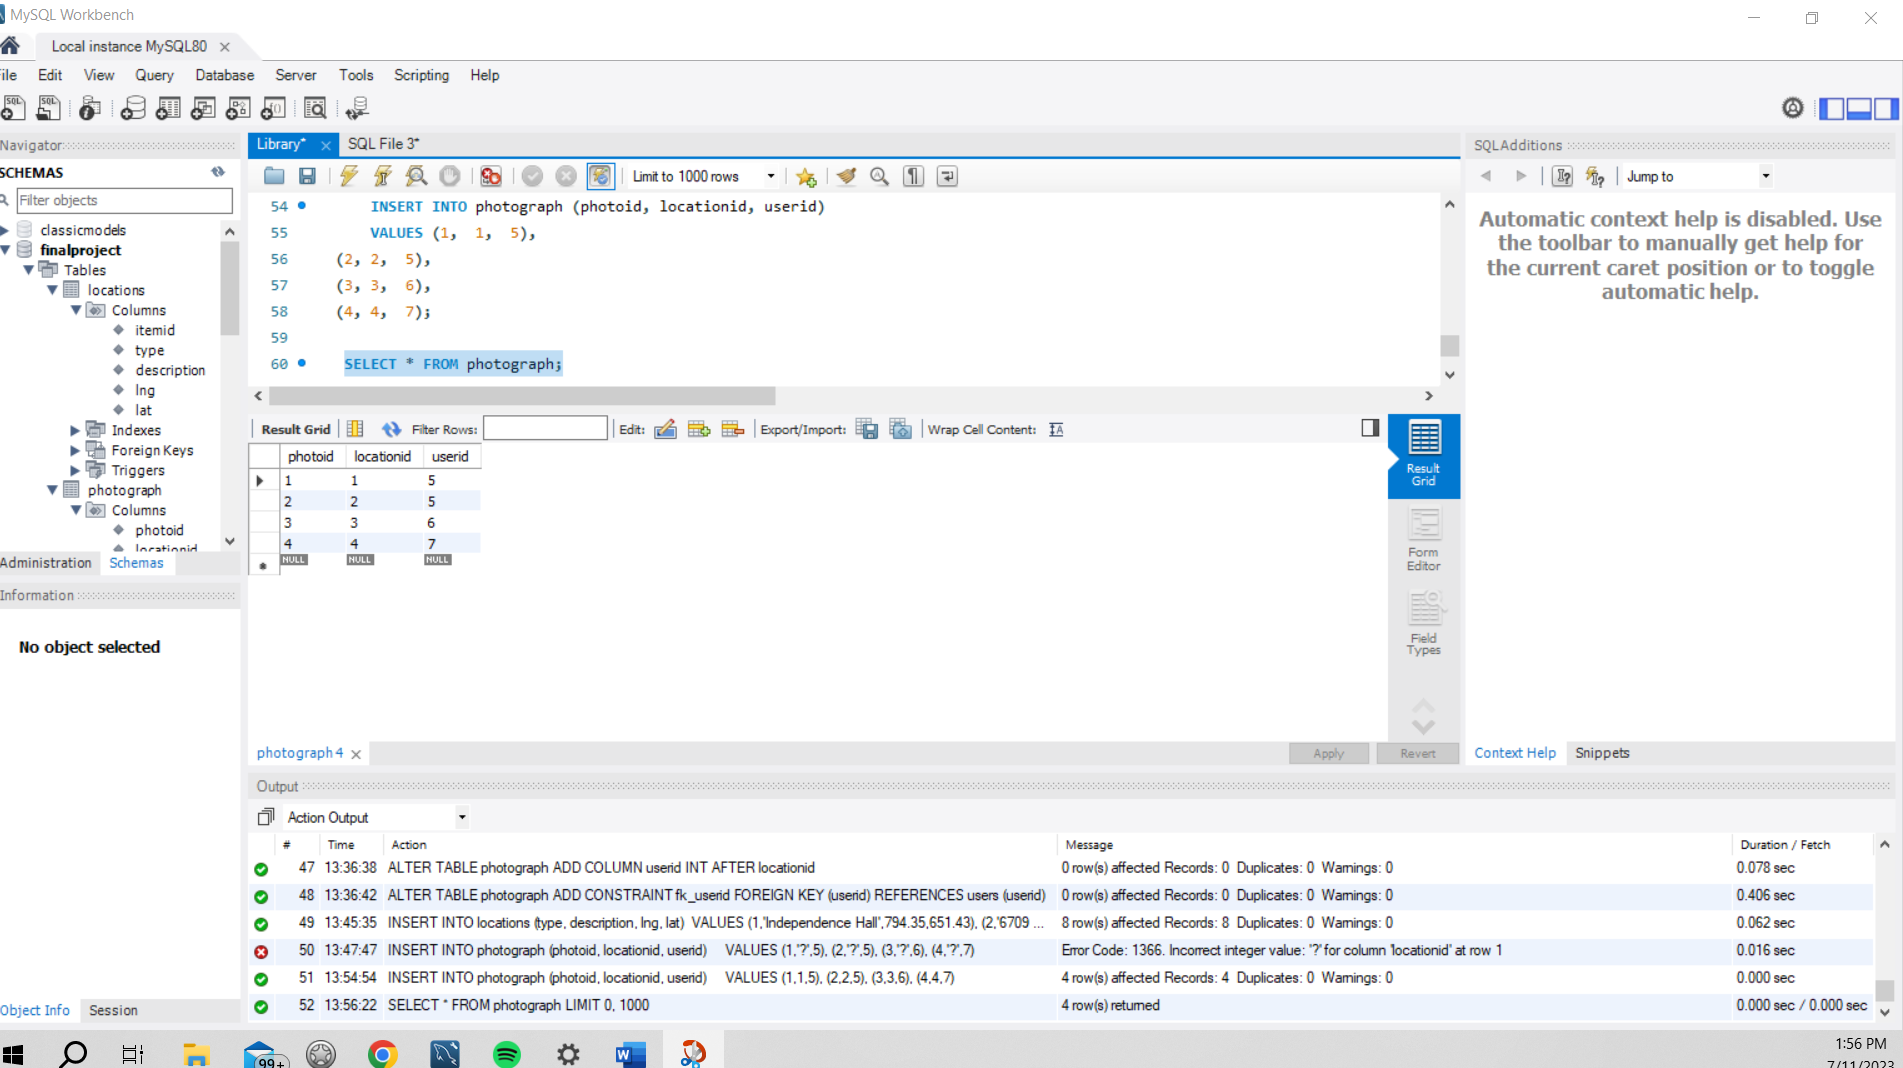 MySQL Workbench
Local instance MySQL80
File Edit View Query Database Server Tools Scripting Help
Navigator
SCHEMAS
Filter objects
classicmodels
finalproject
Tables
locations
Columns
itemid
type
description
lng
lat
Indexes
Foreign Keys
Triggers
photograph
Columns
photoid
locationid
Administration Schemas
Information
No object selected
Object Info Session
Library* SQL File 3*
Limit to 1000 rows
54 INSERT INTO photograph (photoid, locationid, userid)
55 VALUES (1, 1, 5),
56 (2, 2, 5),
57 (3, 3, 6),
58 (4, 4, 7);
59
60 SELECT * FROM photograph;
Result Grid Filter Rows: Edit: Export/Import: Wrap Cell Content:
photoid locationid userid
1 1 5
2 2 5
3 3 6
4 4 7
NULL NULL NULL
Result
Grid
Form
Editor
Field
Types
photograph 4
Apply Revert
SQLAdditions
Jump to
Automatic context help is disabled. Use
the toolbar to manually get help for
the current caret position or to toggle
automatic help.
Context Help Snippets
Output
Action Output
# Time Action Message Duration / Fetch
47 13:36:38 ALTER TABLE photograph ADD COLUMN userid INT AFTER locationid 0 row(s) affected Records: 0 Duplicates: 0 Warnings: 0 0.078 sec
48 13:36:42 ALTER TABLE photograph ADD CONSTRAINT fk_userid FOREIGN KEY (userid) REFERENCES users (userid) 0 row(s) affected Records: 0 Duplicates: 0 Warnings: 0 0.406 sec
49 13:45:35 INSERT INTO locations (type, description, lng, lat) VALUES (1,'Independence Hall',794.35,651.43), (2,'6709 ... 8 row(s) affected Records: 8 Duplicates: 0 Warnings: 0 0.062 sec
50 13:47:47 INSERT INTO photograph (photoid, locationid, userid) VALUES (1,'?',5), (2,'?',5), (3,'?',6), (4,'?',7) Error Code: 1366. Incorrect integer value: '?' for column 'locationid' at row 1 0.016 sec
51 13:54:54 INSERT INTO photograph (photoid, locationid, userid) VALUES (1,1,5), (2,2,5), (3,3,6), (4,4,7) 4 row(s) affected Records: 4 Duplicates: 0 Warnings: 0 0.000 sec
52 13:56:22 SELECT * FROM photograph LIMIT 0, 1000 4 row(s) returned 0.000 sec / 0.000 sec
99+
1:56 PM
7/11/2023